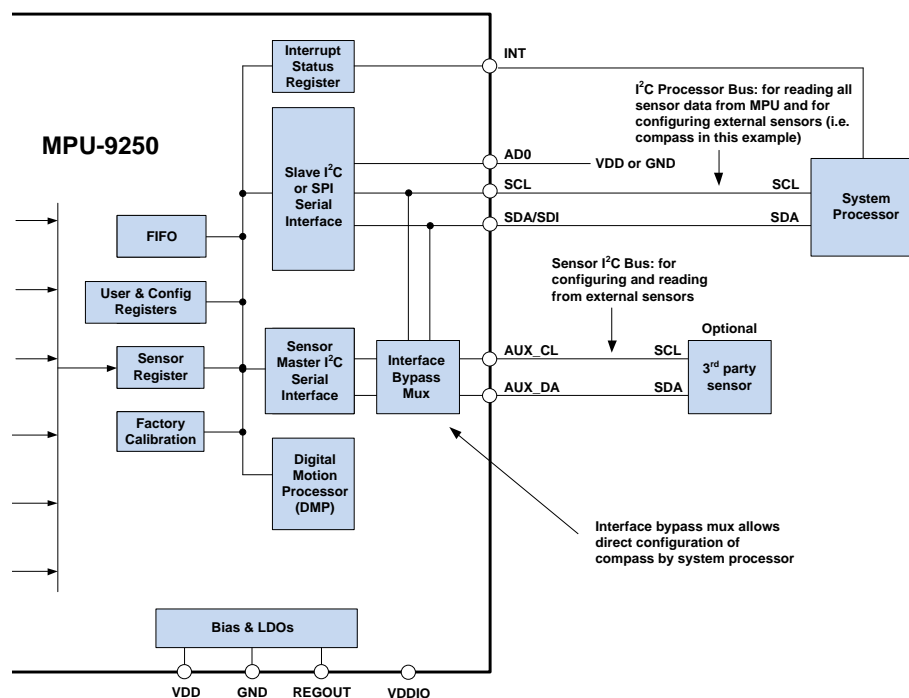 Interrupt
Status
Register
INT
I²C Processor Bus: for reading all
sensor data from MPU and for
configuring external sensors (i.e.
compass in this example)
MPU-9250
Slave I²C
or SPI
Serial
Interface
AD0
VDD or GND
SCL
SCL
SDA/SDI
SDA
System
Processor
FIFO
User & Config
Registers
Sensor I²C Bus: for
configuring and reading
from external sensors
Sensor
Register
Sensor
Master I²C
Serial
Interface
Interface
Bypass
Mux
AUX_CL
SCL
AUX_DA
SDA
Optional
3rd party
sensor
Factory
Calibration
Digital
Motion
Processor
(DMP)
Interface bypass mux allows
direct configuration of
compass by system processor
Bias & LDOs
VDD
GND
REGOUT
VDDIO